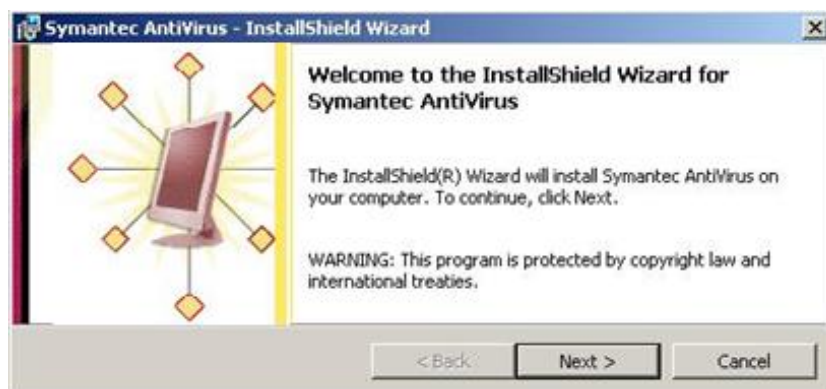 Symantec AntiVirus - InstallShield Wizard
Welcome to the InstallShield Wizard for
Symantec AntiVirus
The InstallShield(R) Wizard will install Symantec AntiVirus on
your computer. To continue, click Next.
WARNING: This program is protected by copyright law and
international treaties.
< Back
Next >
Cancel